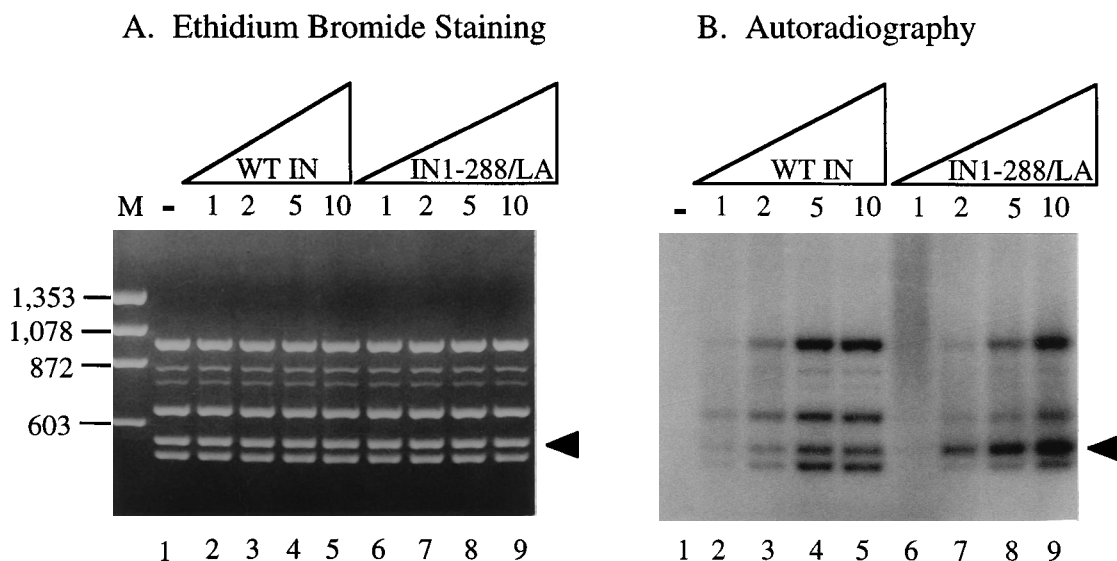 A. Ethidium Bromide Staining
B. Autoradiography
WT IN
IN1-288/LA
WT IN
IN1-288/LA
M - 1 2 5 10 1 2 5 10
- 1 2 5 10 1 2 5 10
1,353
1,078
872
603
1 2 3 4 5 6 7 8 9
1 2 3 4 5 6 7 8 9